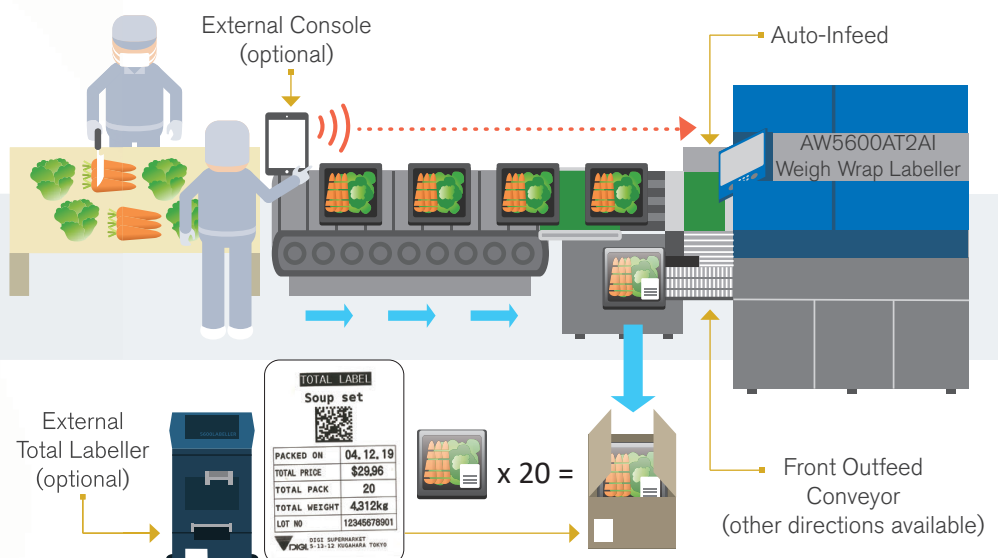 External Console
(optional)
Auto-Infeed
AW5600AT2AI
Weigh Wrap Labeller
External
Total Labeller
(optional)
TOTAL LABEL
Soup set
PACKED ON 04. 12. 19
TOTAL PRICE $29.96
TOTAL PACK 20
TOTAL WEIGHT 4.312kg
LOT NO 12345678901
DIGI DIGI SUPERMARKET
5-13-12 KUGAHARA TOKYO
x 20 =
Front Outfeed
Conveyor
(other directions available)